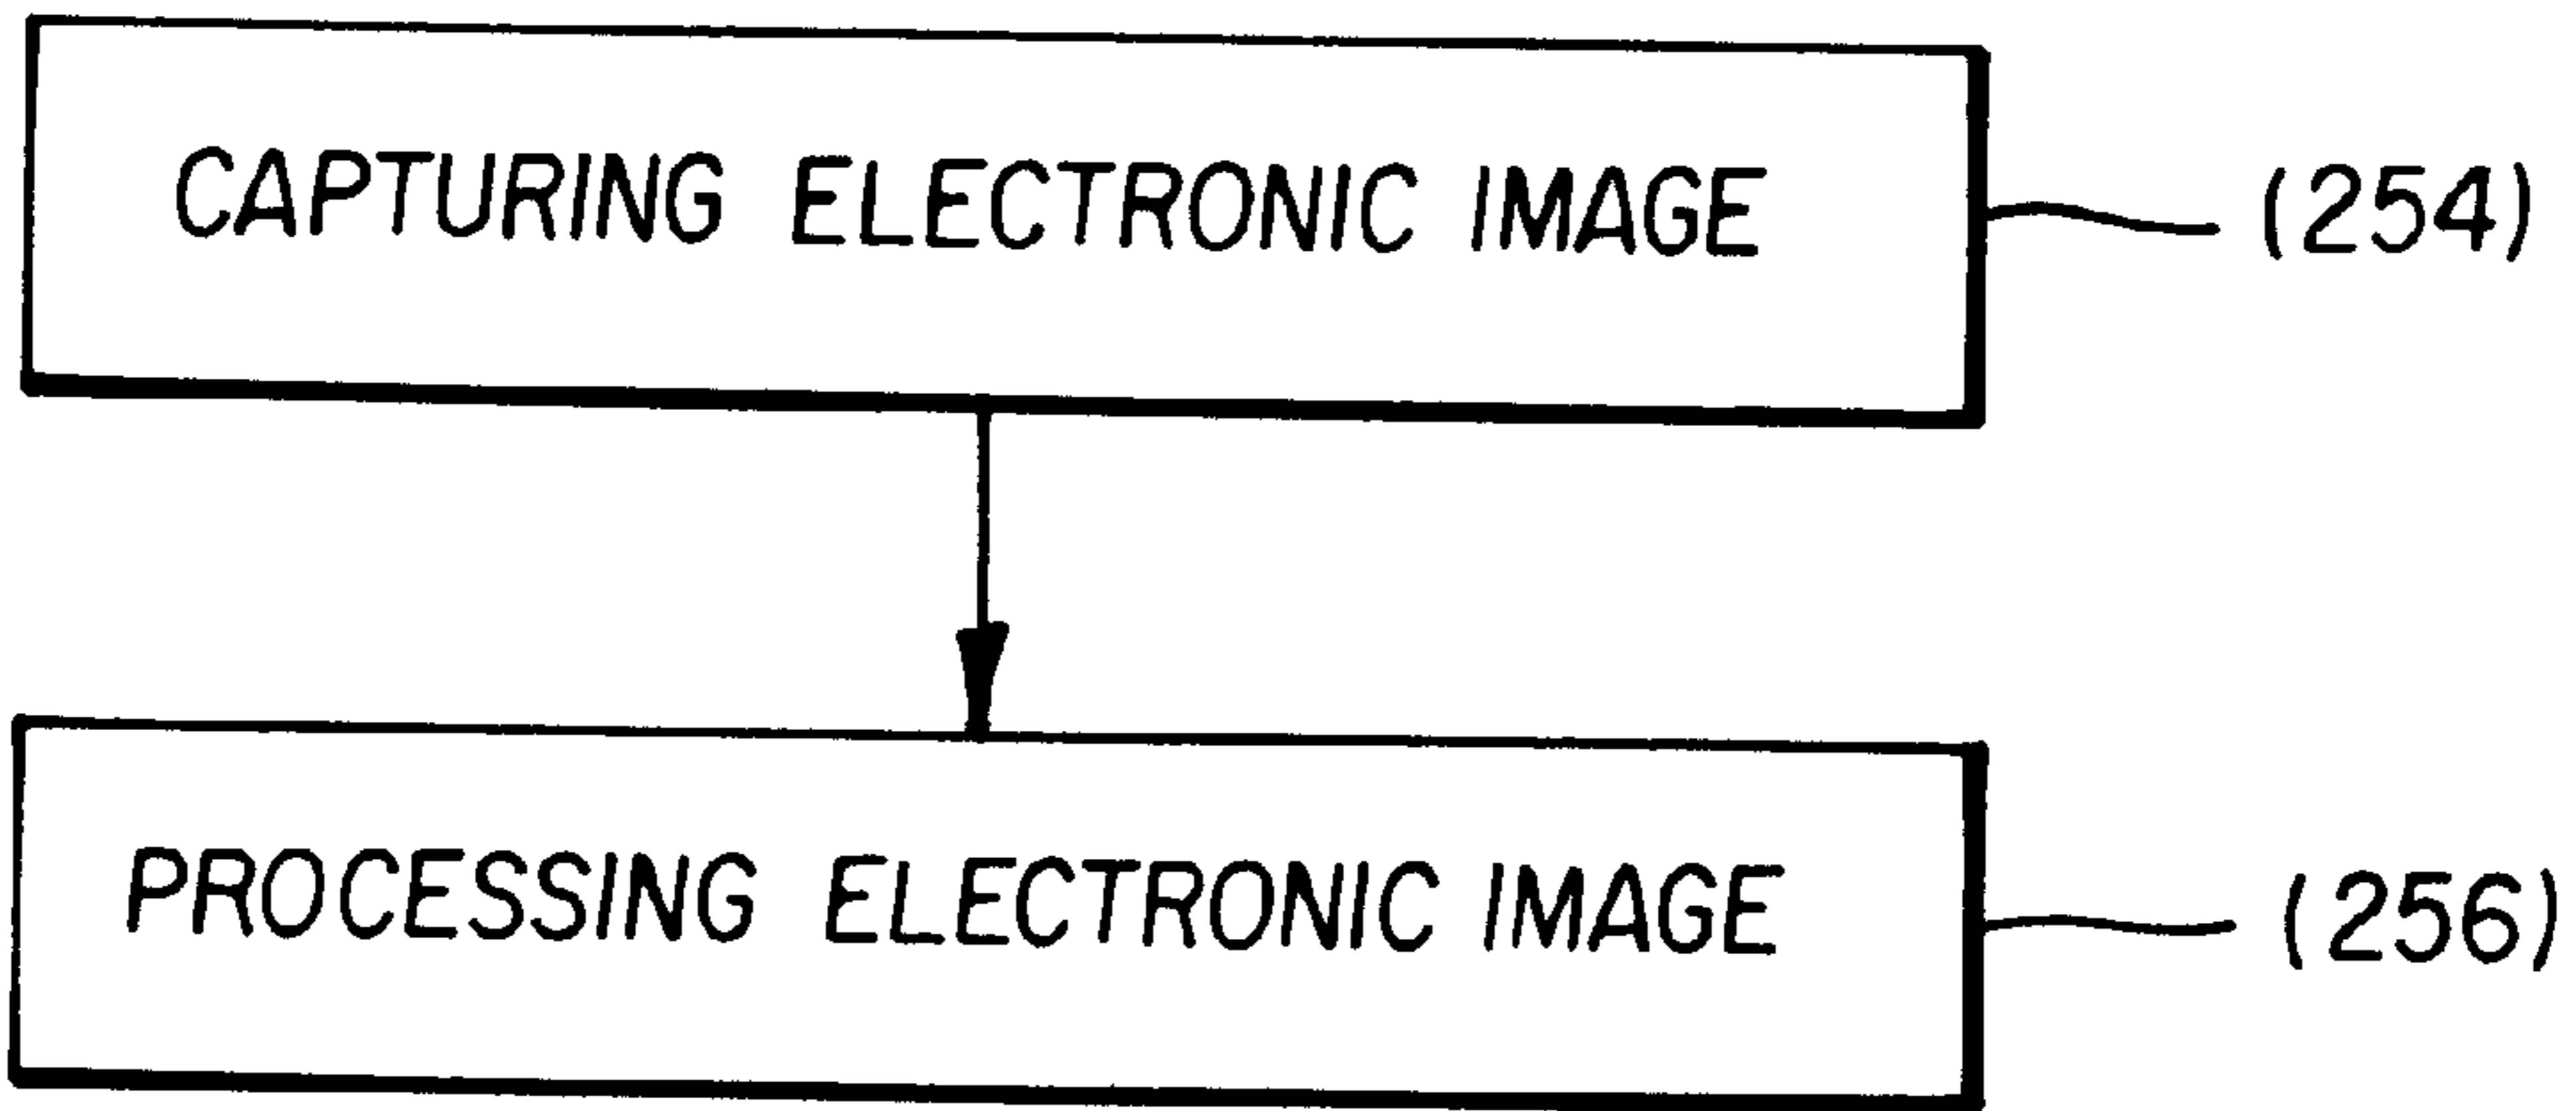 CAPTURING ELECTRONIC IMAGE (254)
PROCESSING ELECTRONIC IMAGE (256)